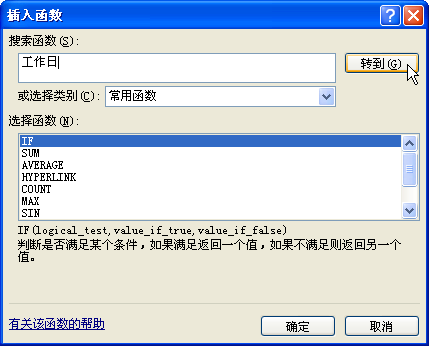 插入函数
搜索函数(S):
工作日
转到(G)
或选择类别(C): 常用函数
选择函数(N):
IF
SUM
AVERAGE
HYPERLINK
COUNT
MAX
SIN
IF(logical_test,value_if_true,value_if_false)
判断是否满足某个条件，如果满足返回一个值，如果不满足则返回另一个
值。
有关该函数的帮助
确定 取消